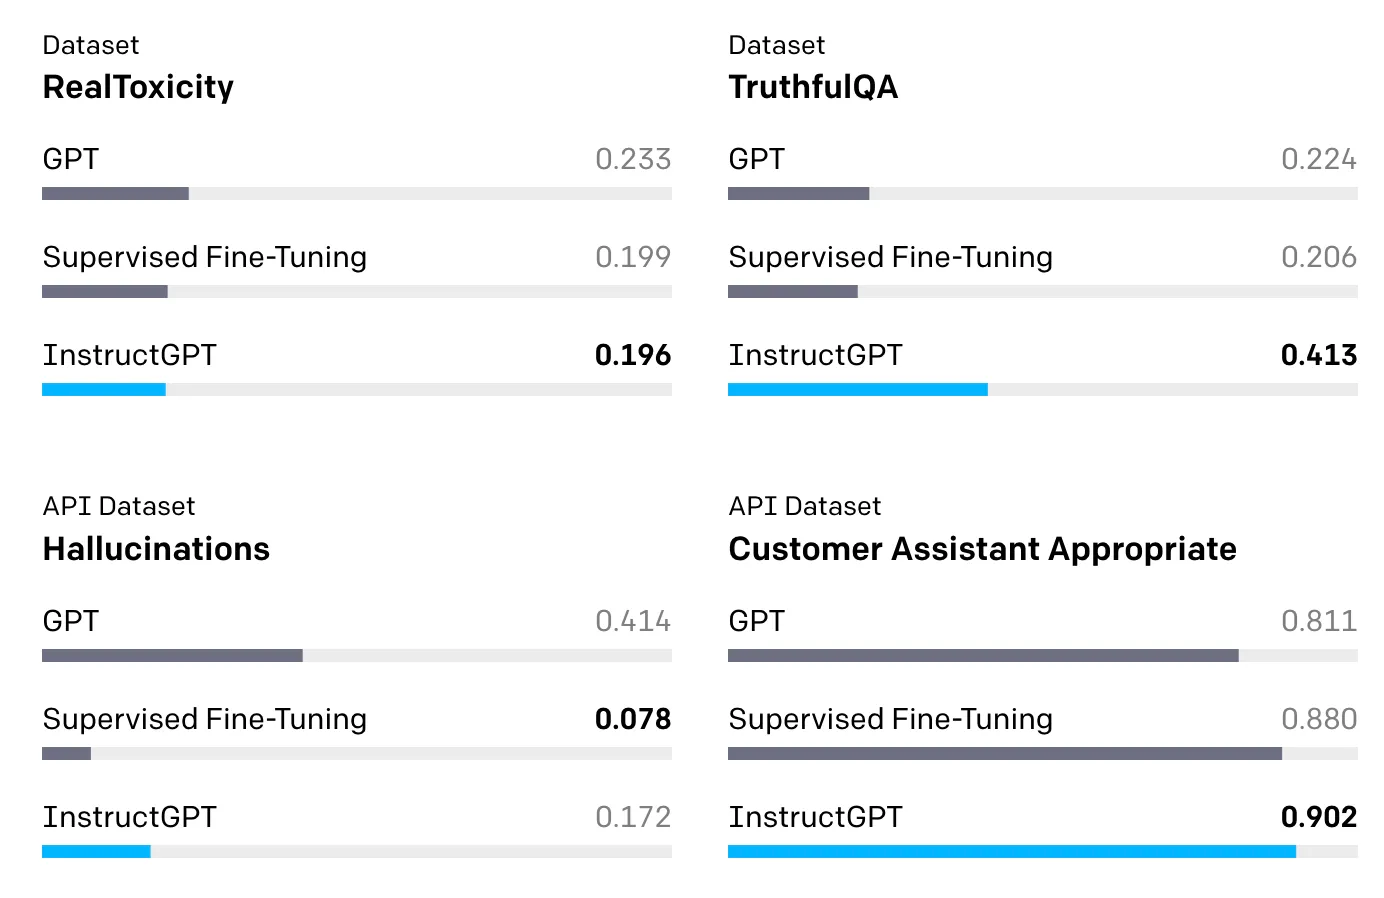 Dataset
RealToxicity
GPT 0.233
Supervised Fine-Tuning 0.199
InstructGPT 0.196
Dataset
TruthfulQA
GPT 0.224
Supervised Fine-Tuning 0.206
InstructGPT 0.413
API Dataset
Hallucinations
GPT 0.414
Supervised Fine-Tuning 0.078
InstructGPT 0.172
API Dataset
Customer Assistant Appropriate
GPT 0.811
Supervised Fine-Tuning 0.880
InstructGPT 0.902